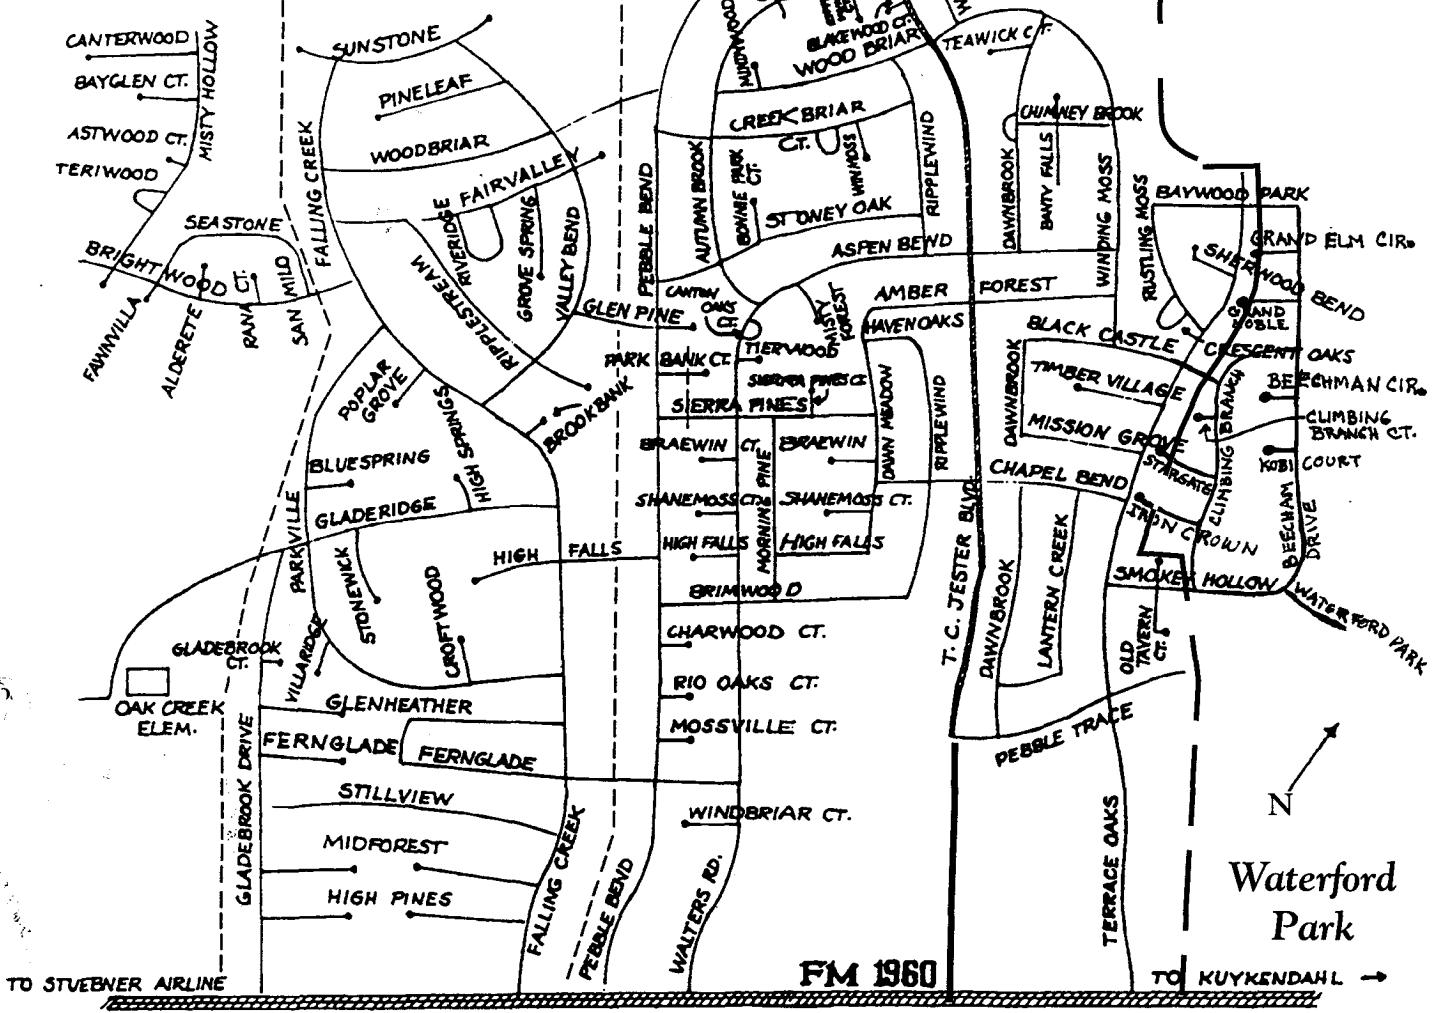 CANTERWOOD
BAYGLEN CT.
ASTWOOD CT.
TERIWOOD
MISTY HOLLOW
SEASTONE
BRIGHTWOOD
FAWNVILLA
ALDERETE
RANA
CT.
SAN MILO
SUNSTONE
PINELEAF
WOODBRIAR
FAIRVALLEY
FALLING CREEK
RIVERIDGE
GROVE SPRING
VALLEY BEND
RIPPLESTREAM
GLEN PINE
POPLAR
GROVE
HIGH SPRINGS
BROOKBANK
BLUESPRING
GLADERIDGE
PARKVILLE
STONEWICK
CROFTWOOD
VILLARIDGE
HIGH FALLS
GLADEBROOK
CT.
OAK CREEK
ELEM.
GLENHEATHER
FERNGLADE
FERNGLADE
STILLVIEW
MIDFOREST
HIGH PINES
GLADEBROOK DRIVE
FALLING CREEK
PEBBLE BEND
WALTERS RD.
TO STUEBNER AIRLINE
FM 1960
TO KUYKENDAHL
BLAKEWOOD CT.
WOOD BRIAR
CREEK BRIAR
CT.
WINMOSS
BONNIE PARK
CT.
AUTUMN BROOK
PEBBLE BEND
STONEY OAK
ASPEN BEND
RIPPLEWIND
CANYON
OAKS
TIERWOOD
MISTY
FOREST
AMBER FOREST
HAVENOAKS
PARK BANK CT.
SIERRA PINES CT.
SIERRA PINES
BRAEWIN CT.
BRAEWIN
SHANEMOSS CT.
SHANEMOSS CT.
HIGH FALLS
HIGH FALLS
MORNING PINE
DAWN MEADOW
RIPPLEWIND
BRIMWOOD
CHARWOOD CT.
RIO OAKS CT.
MOSSVILLE CT.
WINDBRIAR CT.
T. C. JESTER BLVD.
TEAWICK CT.
CHIMNEY BROOK
DAWNBROOK
BANTY FALLS
WINDING MOSS
RUSTLING MOSS
BAYWOOD PARK
GRAND ELM CIR.
SHERWOOD BEND
BLACK CASTLE
CRESCENT OAKS
DAWNBROOK
TIMBER VILLAGE
MISSION GROVE
CHAPEL BEND
STARGATE
IRON CROWN
CLIMBING BRANCH
BEECHMAN CIR.
CLIMBING
BRANCH CT.
KOBI COURT
BEECHAM
DRIVE
SMOKEY HOLLOW
WATERFORD PARK
DAWNBROOK
LANTERN CREEK
OLD
TAVERN
CT.
PEBBLE TRACE
TERRACE OAKS
N
Waterford
Park